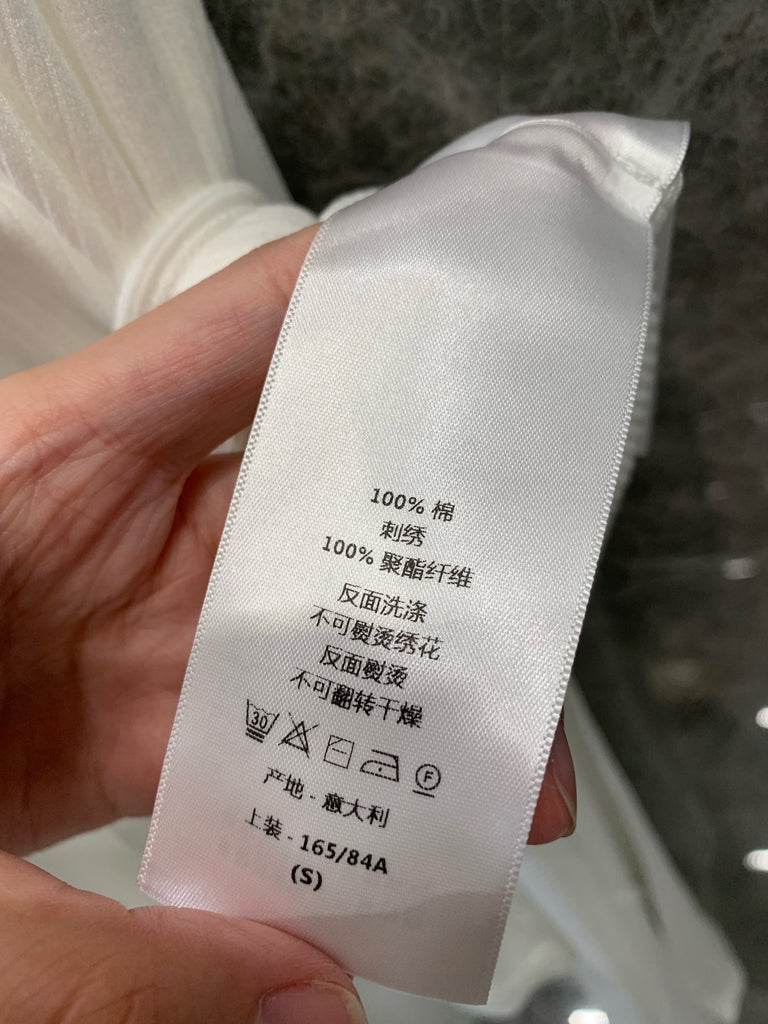 100% 棉
刺绣
100% 聚酯纤维
反面洗涤
不可熨烫绣花
反面熨烫
不可翻转干燥
30 F
产地 - 意大利
上装 - 165/84A
(S)